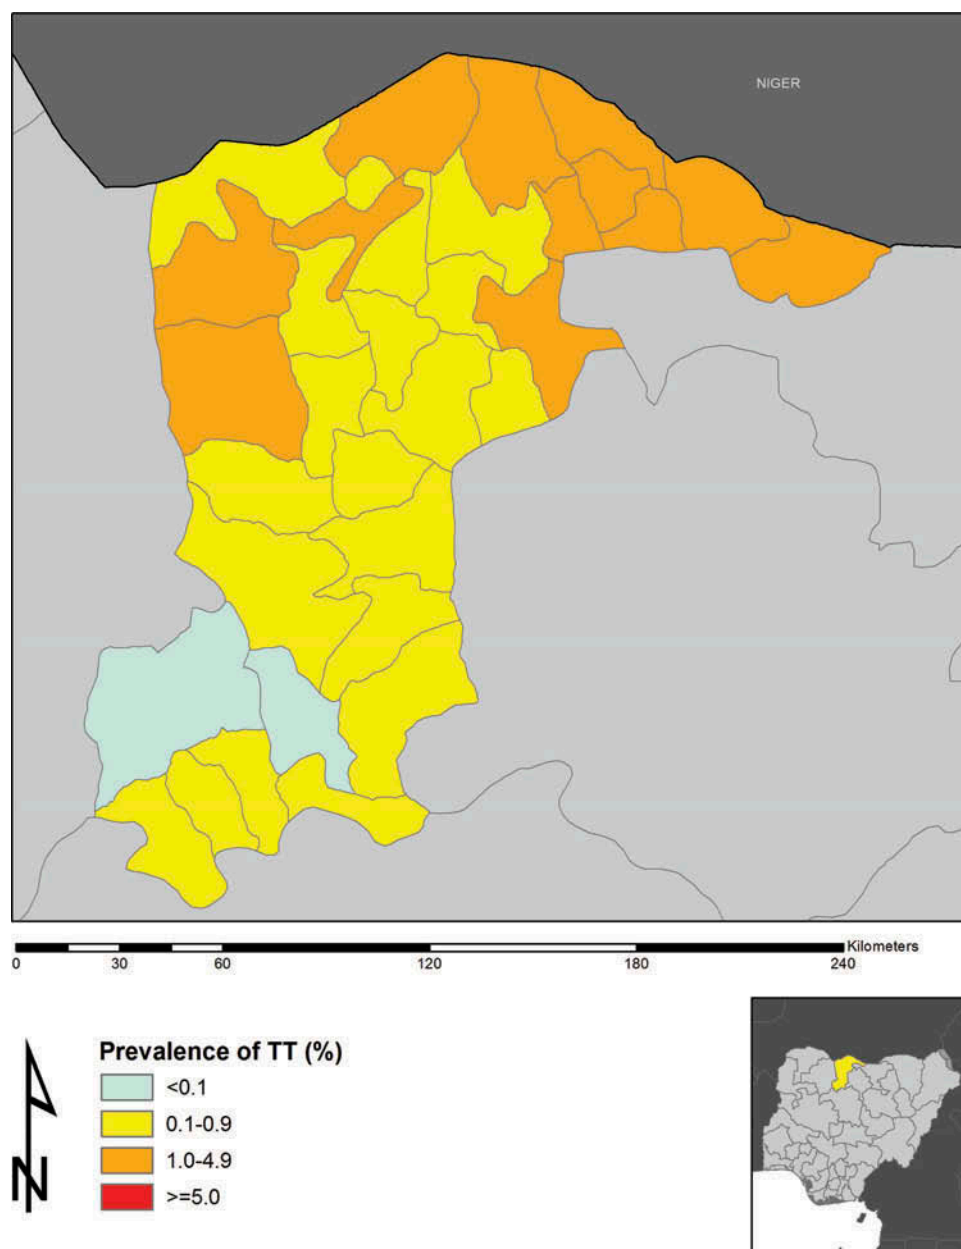 NIGER
Kilometers
0 30 60 120 180 240
N
Prevalence of TT (%)
<0.1
0.1-0.9
1.0-4.9
>=5.0